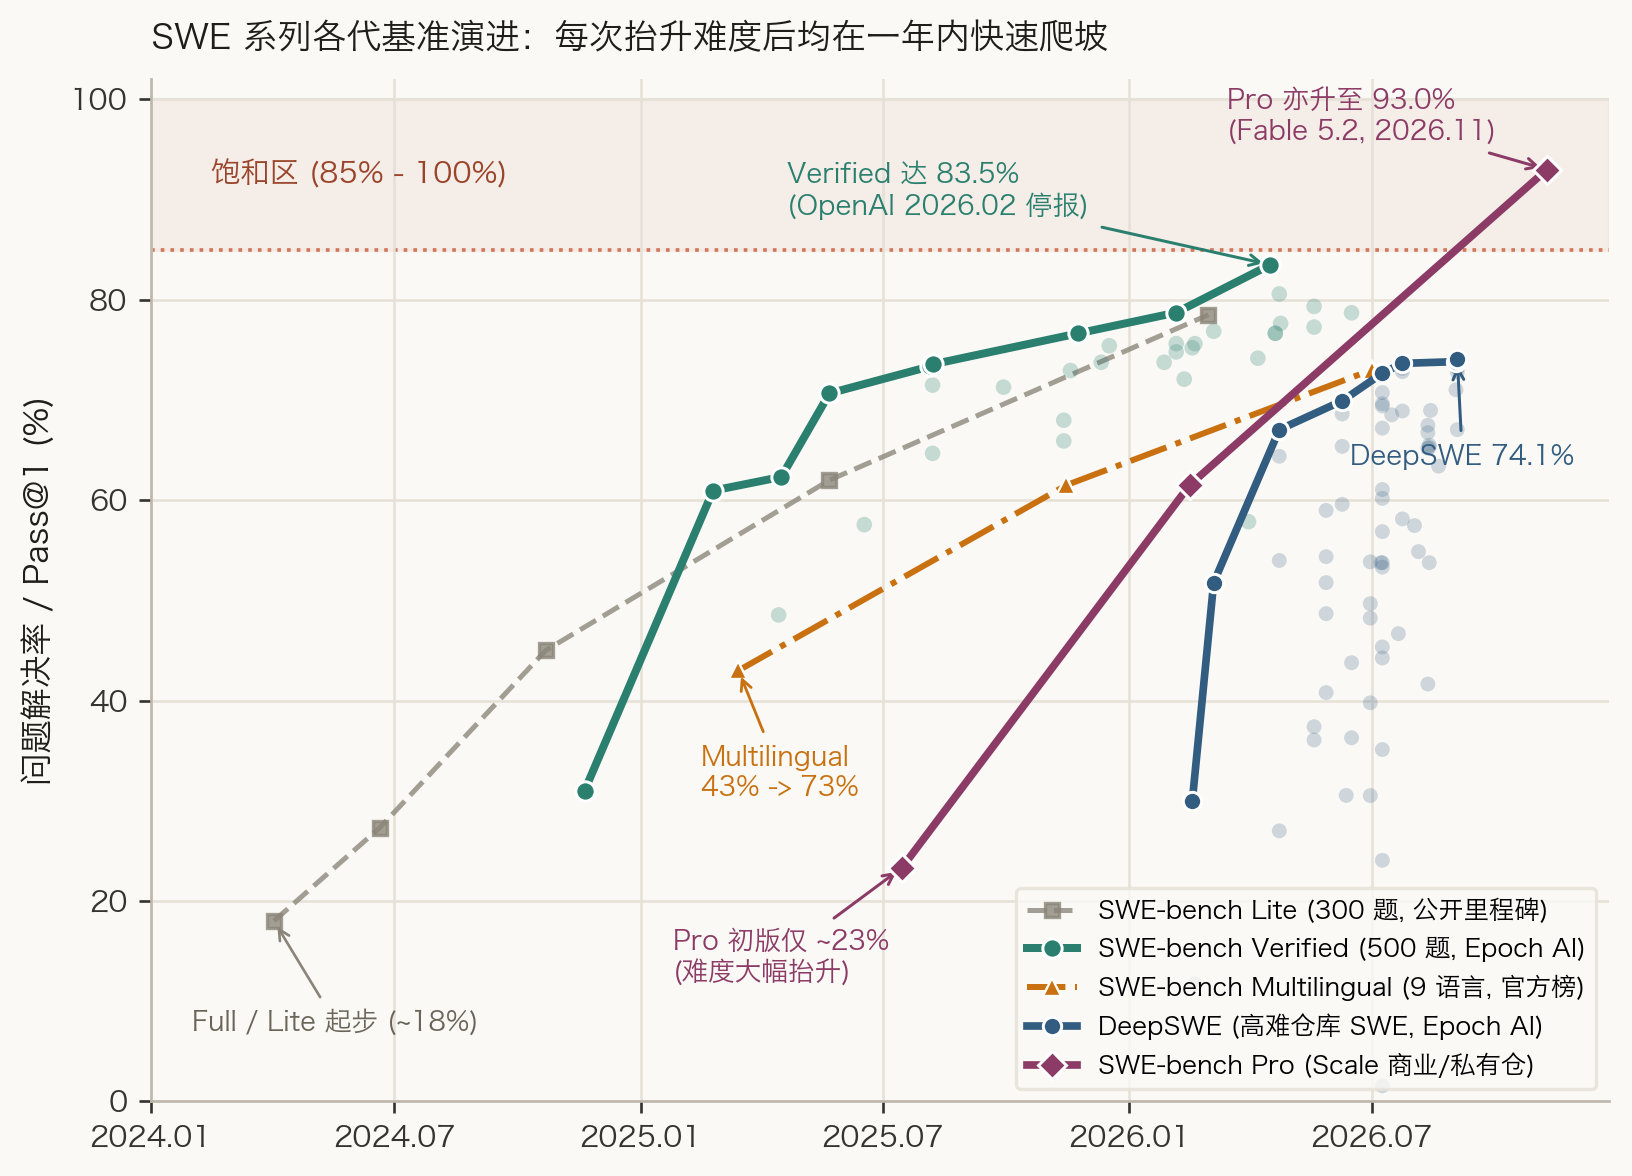 SWE 系列各代基准演进：每次抬升难度后均在一年内快速爬坡
Pro 亦升至 93.0%
(Fable 5.2, 2026.11)
饱和区 (85% - 100%)
Verified 达 83.5%
(OpenAI 2026.02 停报)
DeepSWE 74.1%
Multilingual
43% -> 73%
Pro 初版仅 ~23%
(难度大幅抬升)
Full / Lite 起步 (~18%)
问题解决率 / Pass@1 (%)
100
80
60
40
20
0
2024.01
2024.07
2025.01
2025.07
2026.01
2026.07
SWE-bench Lite (300 题, 公开里程碑)
SWE-bench Verified (500 题, Epoch AI)
SWE-bench Multilingual (9 语言, 官方榜)
DeepSWE (高难仓库 SWE, Epoch AI)
SWE-bench Pro (Scale 商业/私有仓)